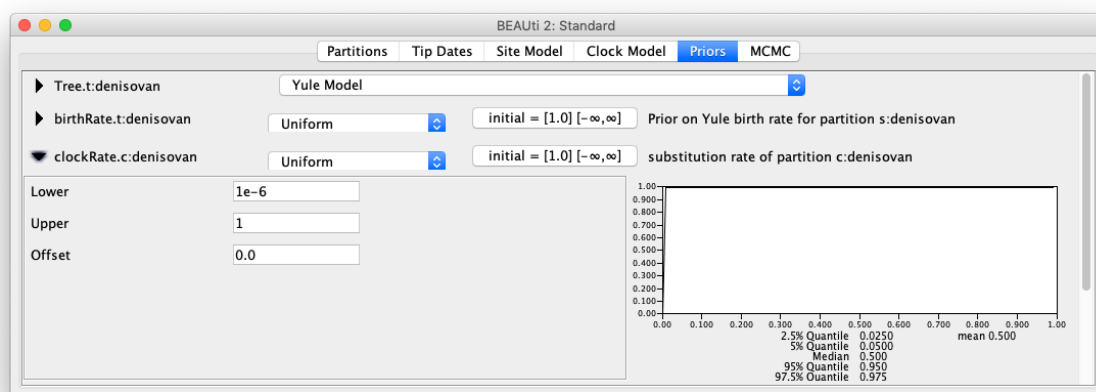 BEAUti 2: Standard
Partitions Tip Dates Site Model Clock Model Priors MCMC
Tree.t:denisovan Yule Model
birthRate.t:denisovan Uniform initial = [1.0] [-∞,∞] Prior on Yule birth rate for partition s:denisovan
clockRate.c:denisovan Uniform initial = [1.0] [-∞,∞] substitution rate of partition c:denisovan
Lower 1e-6
Upper 1
Offset 0.0
1.00
0.900
0.800
0.700
0.600
0.500
0.400
0.300
0.200
0.100
0.00
0.00 0.100 0.200 0.300 0.400 0.500 0.600 0.700 0.800 0.900 1.00
2.5% Quantile 0.0250 mean 0.500
5% Quantile 0.0500
Median 0.500
95% Quantile 0.950
97.5% Quantile 0.975